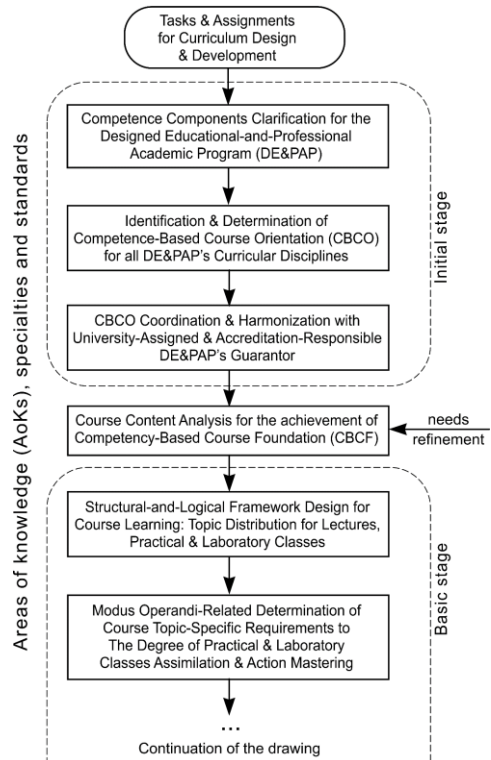 Tasks & Assignments
for Curriculum Design
& Development
Competence Components Clarification for the
Designed Educational-and-Professional
Academic Program (DE&PAP)
Identification & Determination of
Competence-Based Course Orientation (CBCO)
for all DE&PAP's Curricular Disciplines
CBCO Coordination & Harmonization with
University-Assigned & Accreditation-Responsible
DE&PAP's Guarantor
Initial stage
Areas of knowledge (AoKs), specialties and standards
Course Content Analysis for the achievement of
Competency-Based Course Foundation (CBCF)
needs
refinement
Structural-and-Logical Framework Design for
Course Learning: Topic Distribution for Lectures,
Practical & Laboratory Classes
Modus Operandi-Related Determination of
Course Topic-Specific Requirements to
The Degree of Practical & Laboratory
Classes Assimilation & Action Mastering
Basic stage
...
Continuation of the drawing